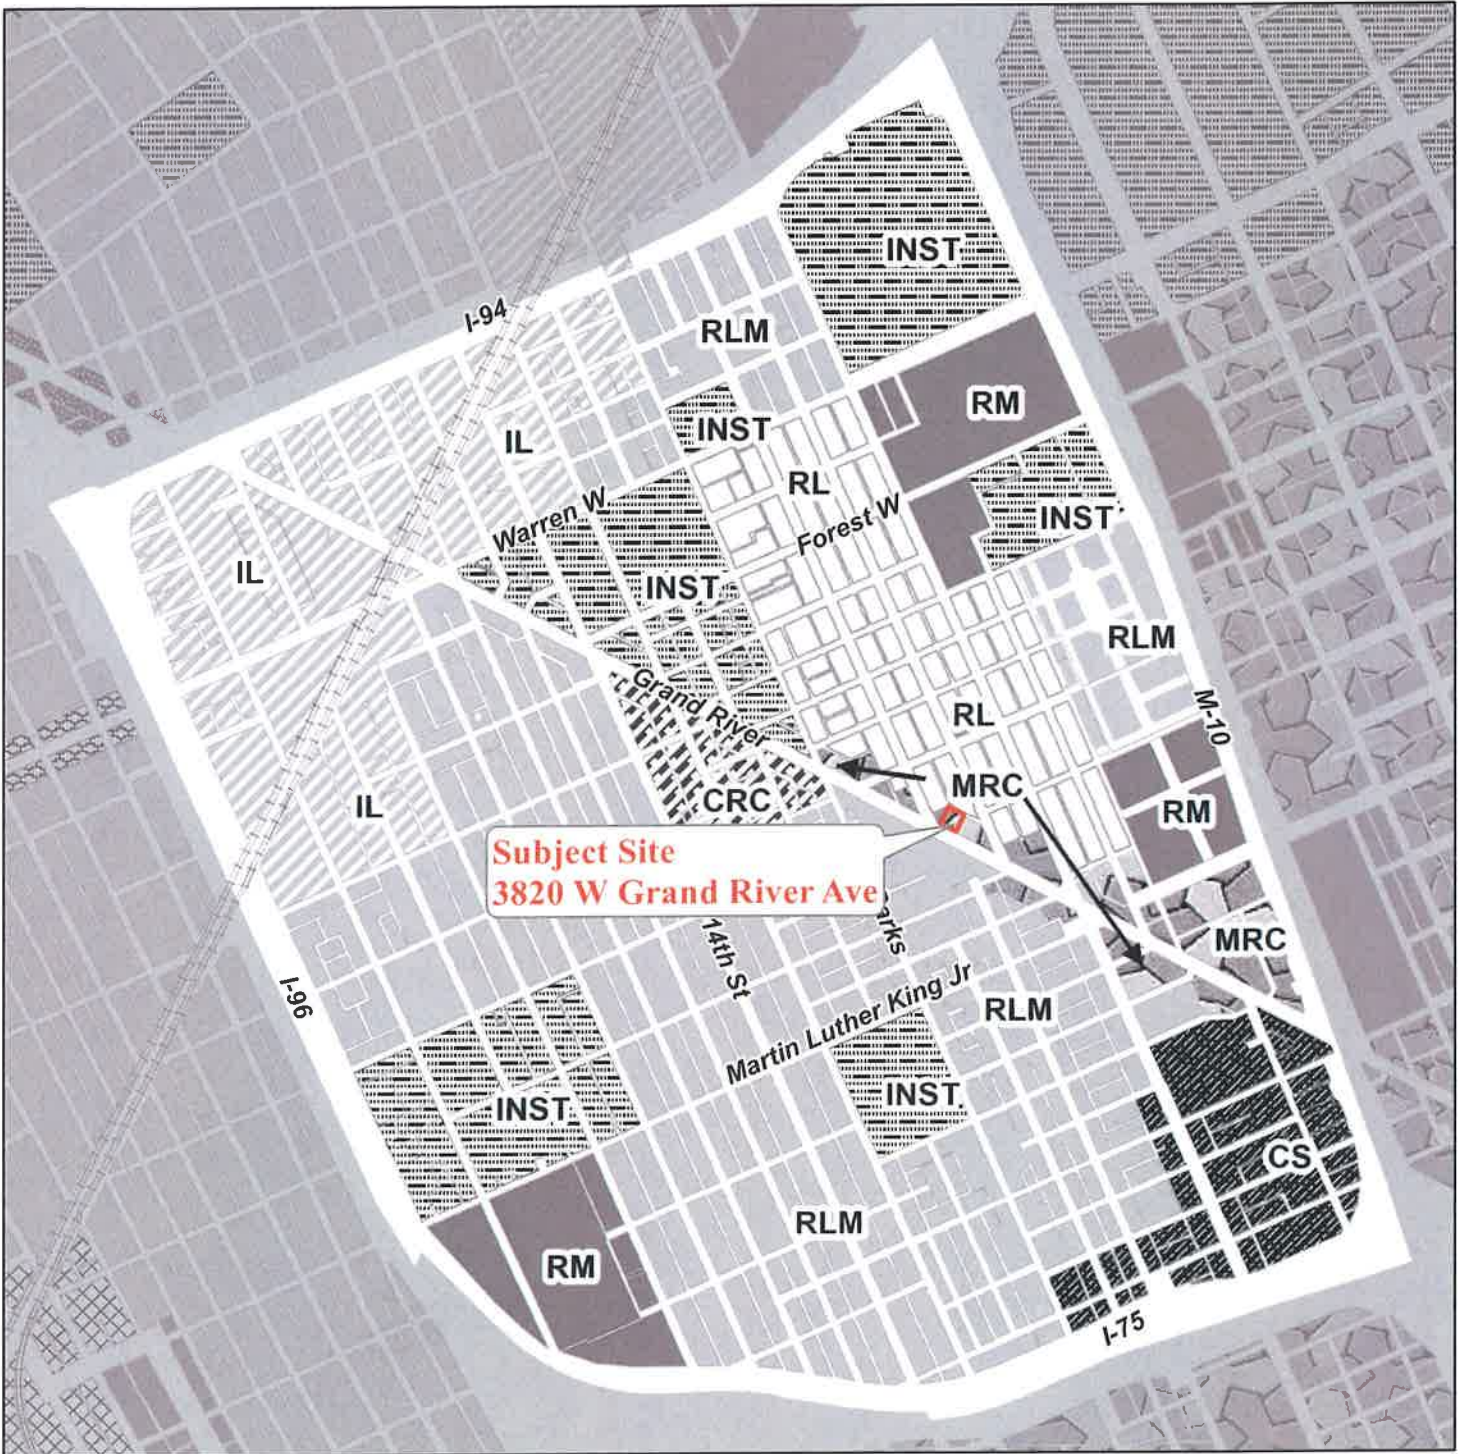 INST
I-94
RLM
RM
INST
IL
RL
Warren W
Forest W
INST
IL
INST
RLM
Grand River
RL
M-10
MRC
CRC
IL
RM
Subject Site
3820 W Grand River Ave
14th St
MRC
I-96
Martin Luther King Jr
RLM
INST
INST
CS
RLM
RM
I-75